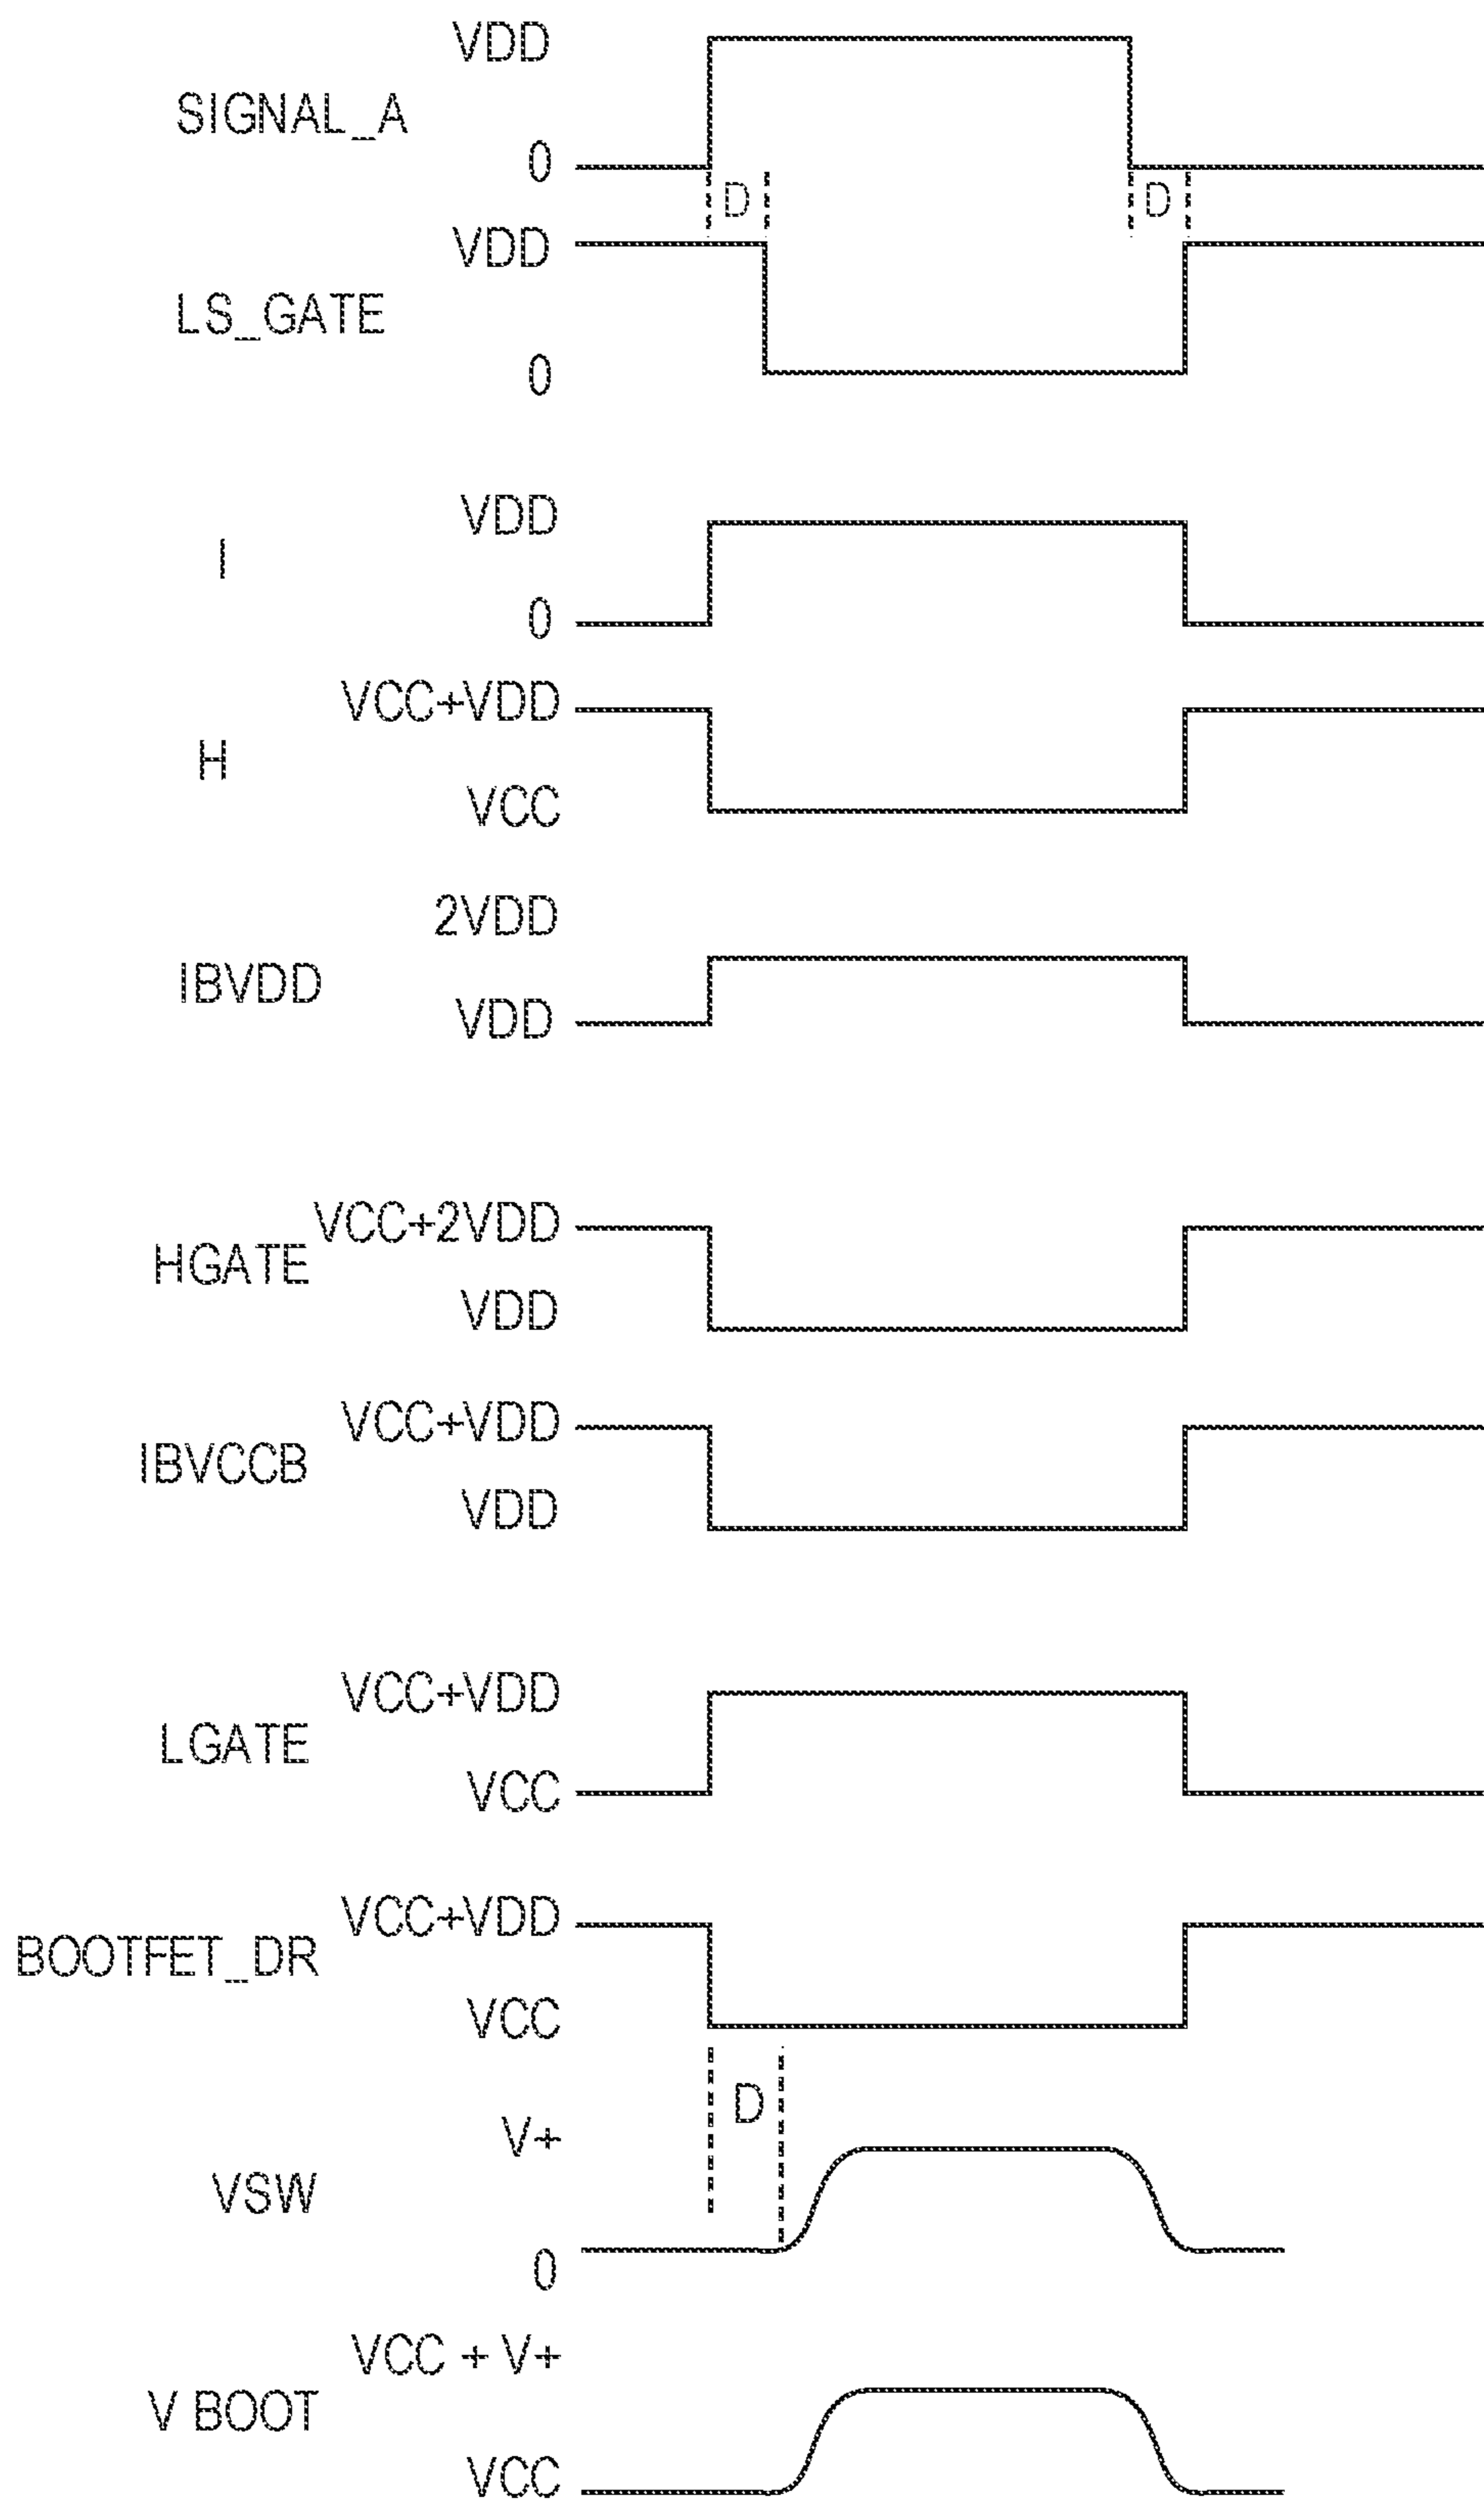 VDD
SIGNAL_A
0
D D
VDD
LS_GATE
0
VDD
I
0
VCC+VDD
H
VCC
2VDD
IBVDD
VDD
VCC+2VDD
HGATE
VDD
VCC+VDD
IBVCCB
VDD
VCC+VDD
LGATE
VCC
VCC+VDD
BOOTFET_DR
VCC
D
V+
VSW
0
VCC + V+
V BOOT
VCC